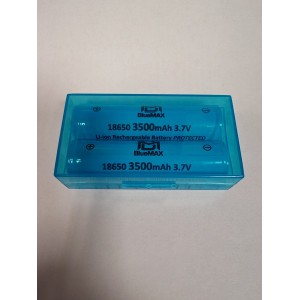 BlueMAX
18650 3500mAh 3.7V
Li-Ion Rechargeable Battery PROTECTED
BlueMAX
18650 3500mAh 3.7V